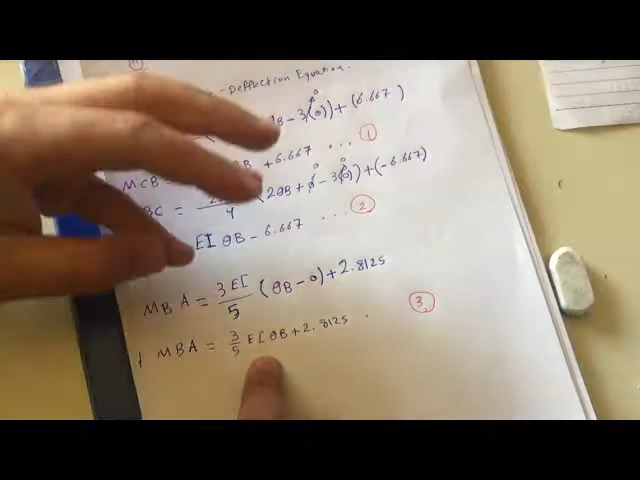 - Deflection Equation.
θB - 3(0)) + (6.667)
MCB = θB + 6.667 ... ①
BC = 4 (2θB + 0 - 3(0)) + (-6.667)
EI θB - 6.667 ... ②
MBA = 3EI/5 (θB - 0) + 2.8125
MBA = 3/5 EI θB + 2.8125 . ③